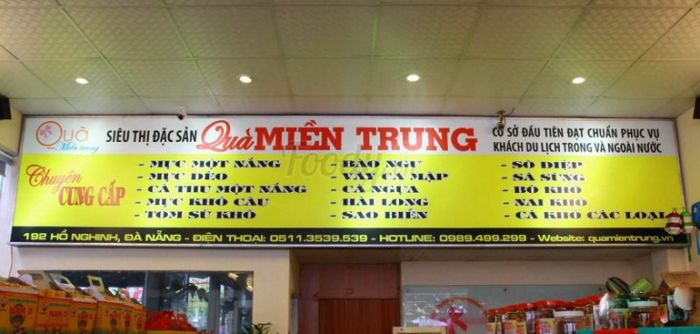 Quà
Miền trung
SIÊU THỊ ĐẶC SẢN
Quà MIỀN TRUNG
CƠ SỞ ĐẦU TIÊN ĐẠT CHUẨN PHỤC VỤ
KHÁCH DU LỊCH TRONG VÀ NGOÀI NƯỚC
Chuyên
CUNG CẤP
- MỰC MỘT NẮNG
- MỰC DẺO
- CÁ THU MỘT NẮNG
- MỰC KHÔ CÂU
- TÔM SÚ KHÔ
NGƯ
CÁ MẬP
- CÁ NGỰA
- HẢI LONG
- SAO BIỂN
- SÒ DIỆP
- SÁ SÙNG
- BÒ KHÔ
- NAI KHÔ
- CÁ KHÔ CÁC LOẠI
192 HỒ NGHINH, ĐÀ NẴNG - ĐIỆN THOẠI: 0511.3539.539 - HOTLINE: 0989.499.299 - Website: quamientrung.vn
Foody